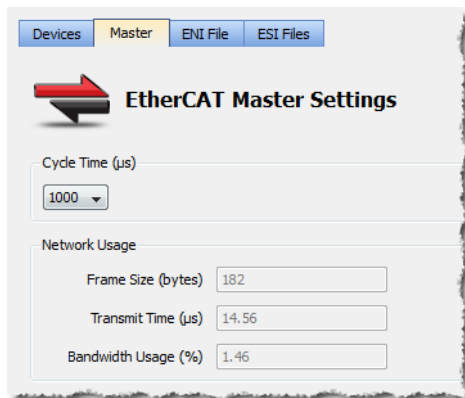 Devices Master ENI File ESI Files
EtherCAT Master Settings
Cycle Time (µs)
1000
Network Usage
Frame Size (bytes) 182
Transmit Time (µs) 14.56
Bandwidth Usage (%) 1.46